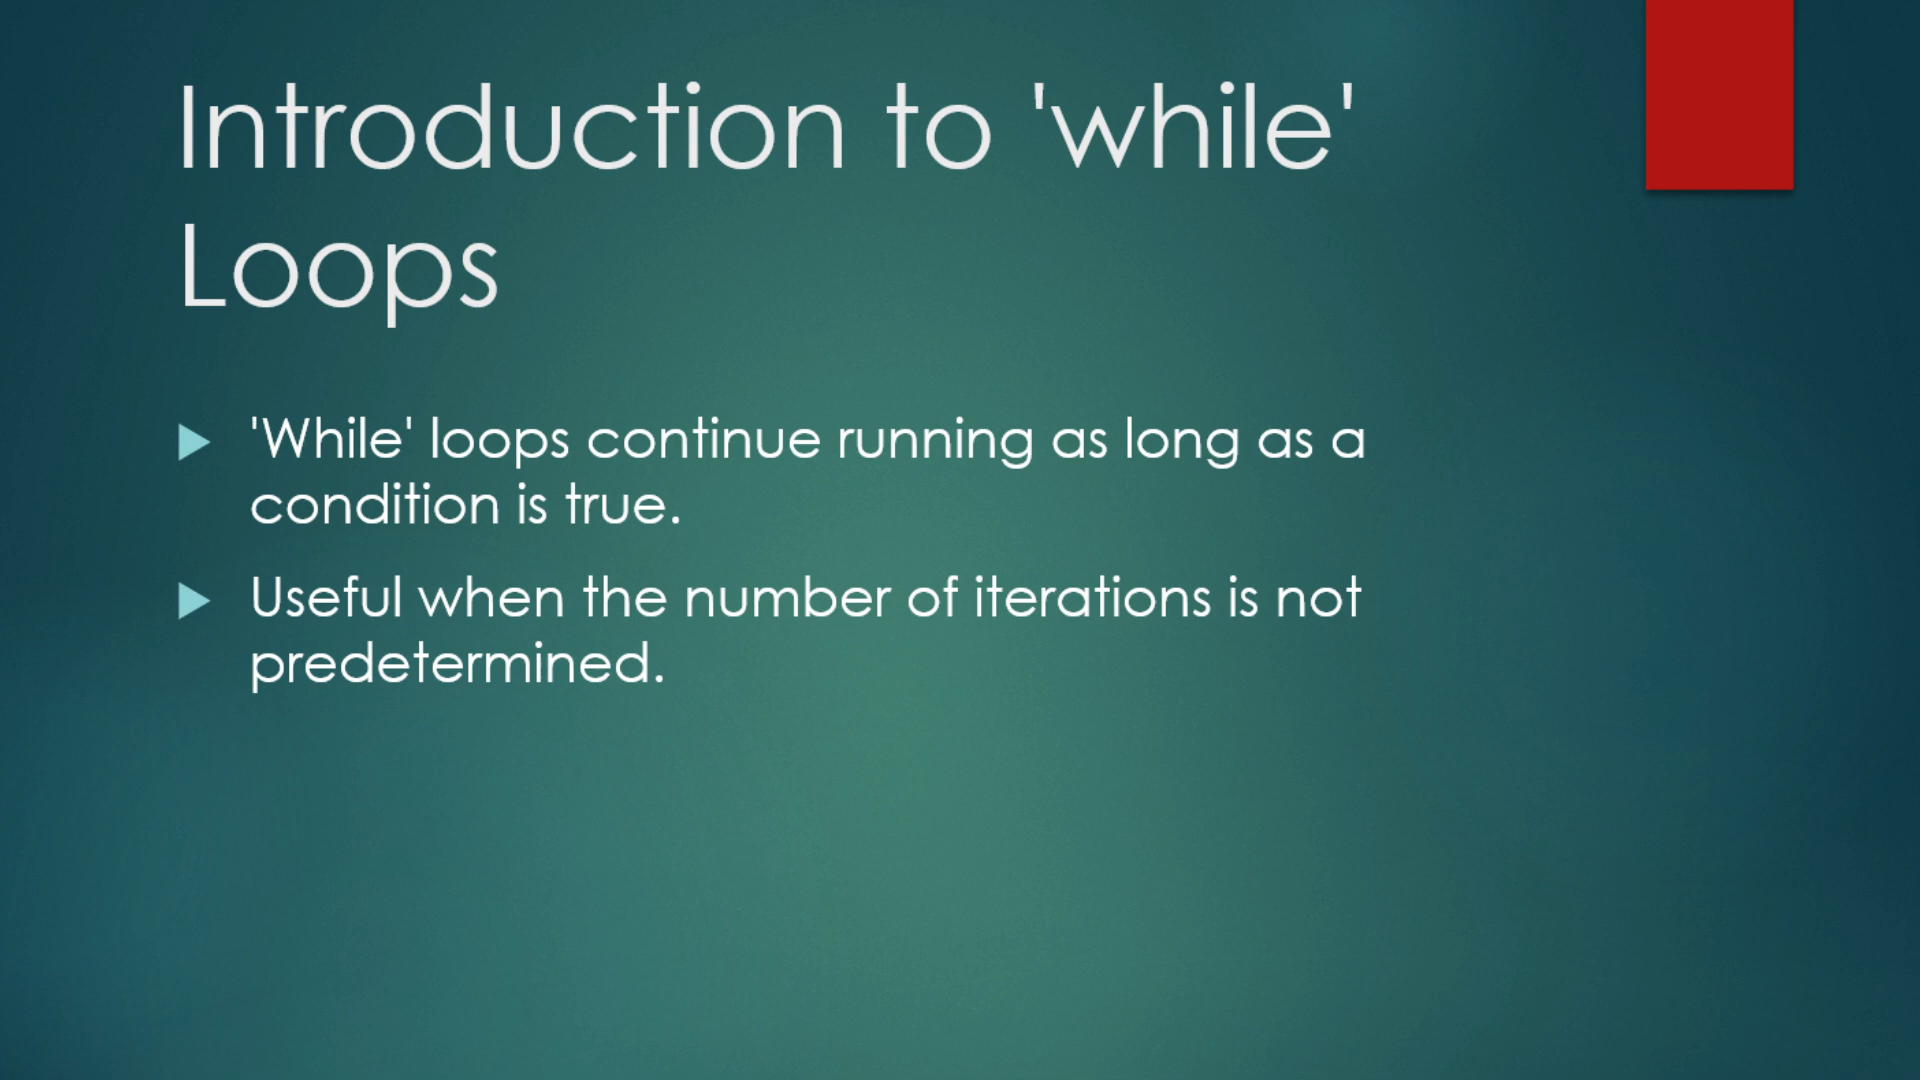 Introduction to 'while'
Loops
'While' loops continue running as long as a
condition is true.
Useful when the number of iterations is not
predetermined.